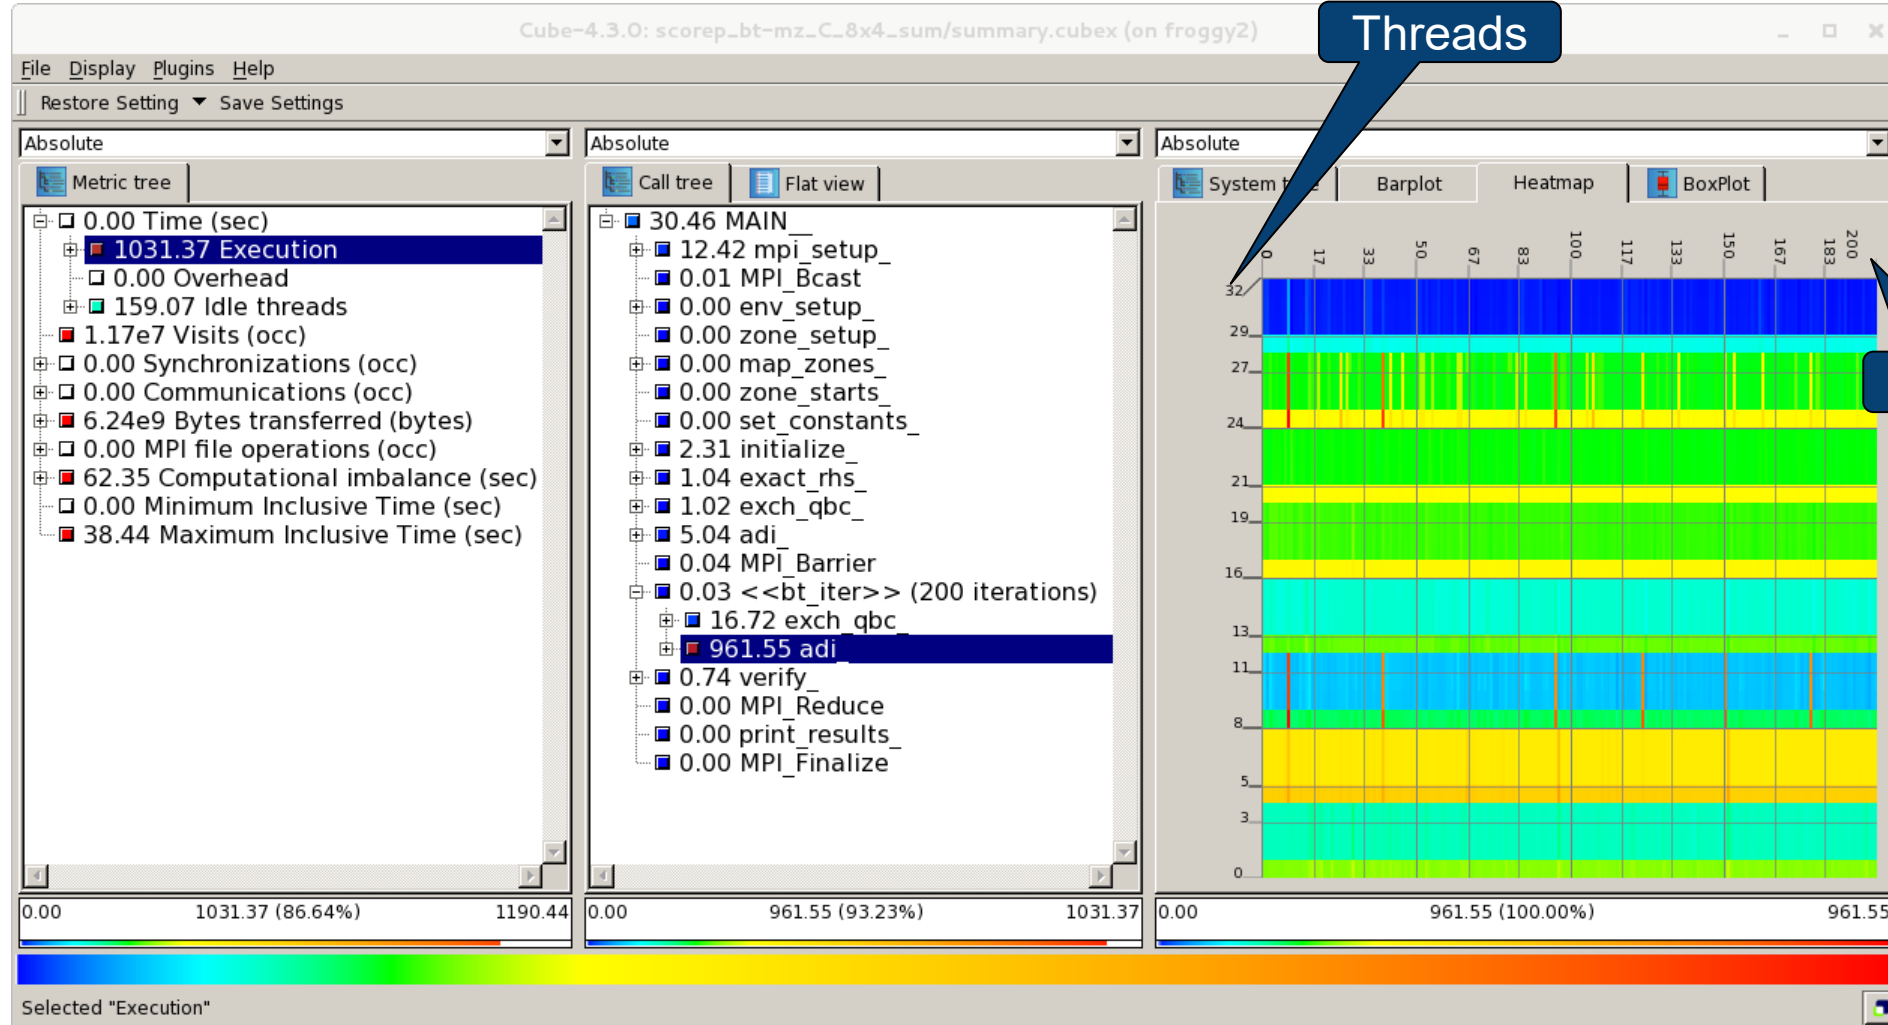 Cube-4.3.0: scorep_bt-mz_C_8x4_sum/summary.cubex (on froggy2)
Threads
File Display Plugins Help
Restore Setting Save Settings
Absolute
Metric tree
0.00 Time (sec)
1031.37 Execution
0.00 Overhead
159.07 Idle threads
1.17e7 Visits (occ)
0.00 Synchronizations (occ)
0.00 Communications (occ)
6.24e9 Bytes transferred (bytes)
0.00 MPI file operations (occ)
62.35 Computational imbalance (sec)
0.00 Minimum Inclusive Time (sec)
38.44 Maximum Inclusive Time (sec)
0.00 1031.37 (86.64%) 1190.44
Absolute
Call tree Flat view
30.46 MAIN__
12.42 mpi_setup_
0.01 MPI_Bcast
0.00 env_setup_
0.00 zone_setup_
0.00 map_zones_
0.00 zone_starts_
0.00 set_constants_
2.31 initialize_
1.04 exact_rhs_
1.02 exch_qbc_
5.04 adi_
0.04 MPI_Barrier
0.03 <<bt_iter>> (200 iterations)
16.72 exch_qbc_
961.55 adi_
0.74 verify_
0.00 MPI_Reduce
0.00 print_results_
0.00 MPI_Finalize
0.00 961.55 (93.23%) 1031.37
Absolute
System Barplot Heatmap BoxPlot
0 17 33 50 67 83 100 117 133 150 167 183 200
32
29
27
24
21
19
16
13
11
8
5
3
0
0.00 961.55 (100.00%) 961.55
Selected "Execution"